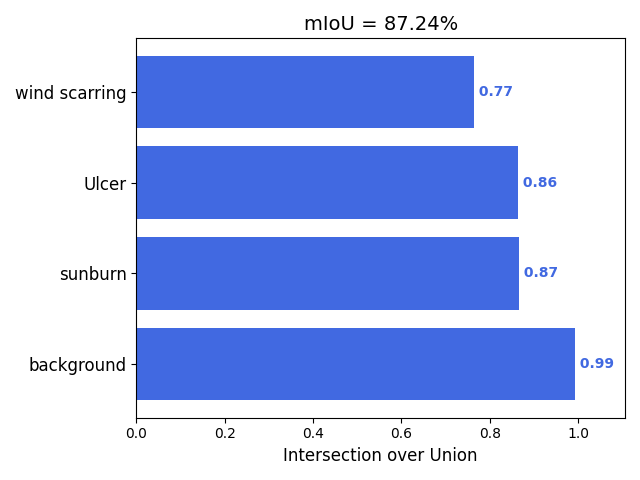 mIoU = 87.24%
wind scarring 0.77
Ulcer 0.86
sunburn 0.87
background 0.99
0.0 0.2 0.4 0.6 0.8 1.0
Intersection over Union